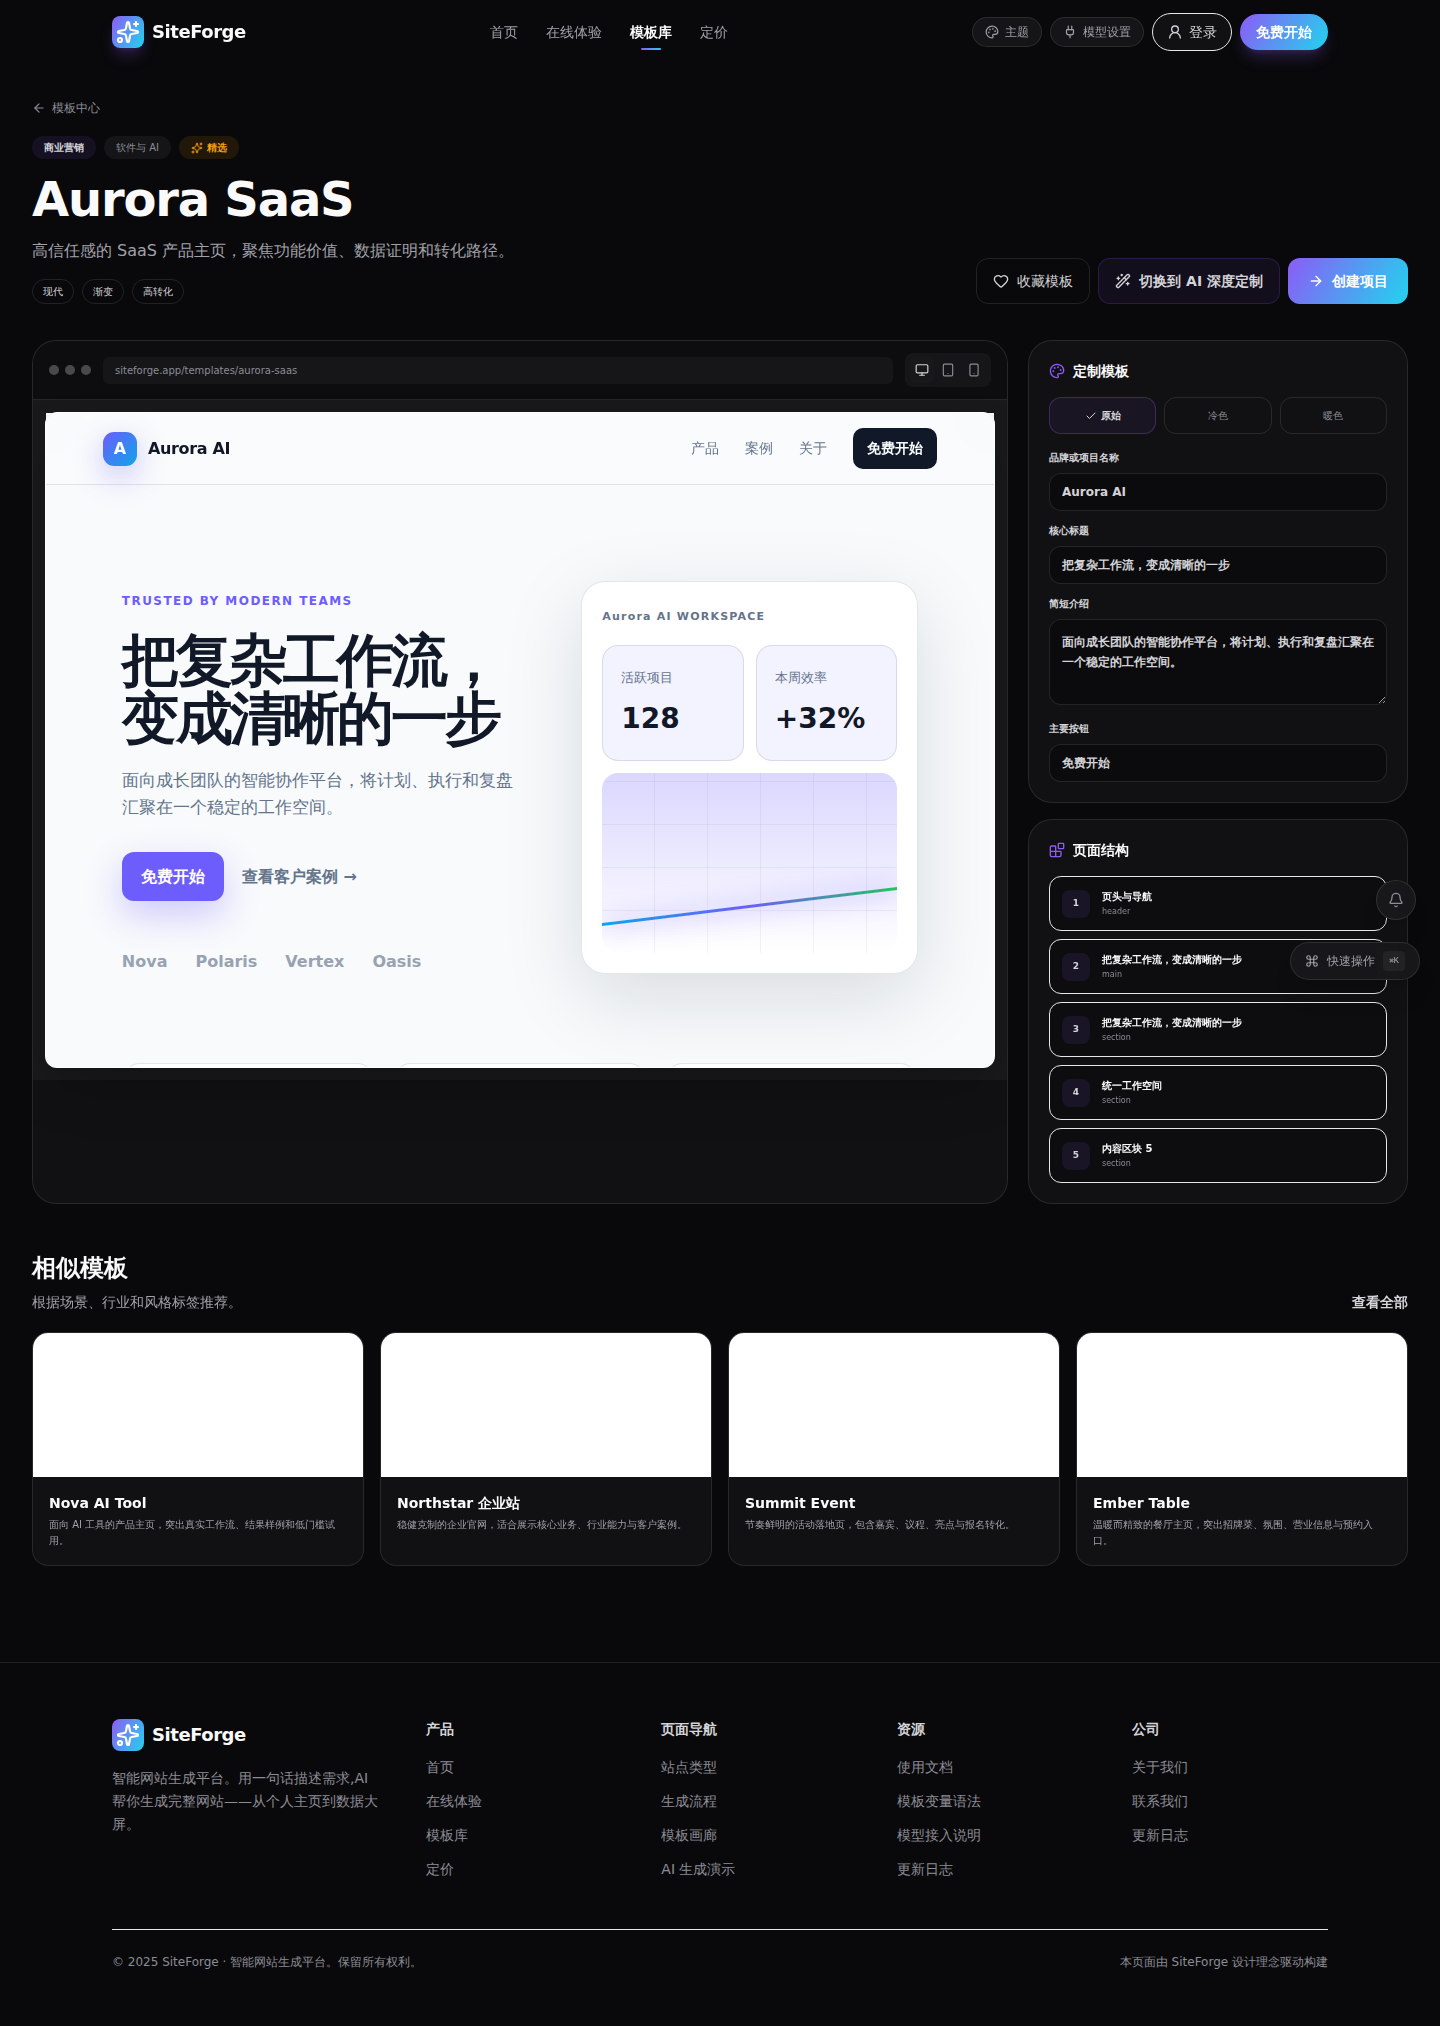 SiteForge
首页
在线体验
模板库
定价
主题
模型设置
登录
免费开始
模板中心
商业营销
软件与 AI
精选
Aurora SaaS
高信任感的 SaaS 产品主页，聚焦功能价值、数据证明和转化路径。
现代
渐变
高转化
收藏模板
切换到 AI 深度定制
创建项目
siteforge.app/templates/aurora-saas
A
Aurora AI
产品
案例
关于
免费开始
TRUSTED BY MODERN TEAMS
把复杂工作流，
变成清晰的一步
面向成长团队的智能协作平台，将计划、执行和复盘
汇聚在一个稳定的工作空间。
免费开始
查看客户案例 →
Nova
Polaris
Vertex
Oasis
Aurora AI WORKSPACE
活跃项目
128
本周效率
+32%
定制模板
原始
冷色
暖色
品牌或项目名称
Aurora AI
核心标题
把复杂工作流，变成清晰的一步
简短介绍
面向成长团队的智能协作平台，将计划、执行和复盘汇聚在
一个稳定的工作空间。
主要按钮
免费开始
页面结构
1
页头与导航
header
2
把复杂工作流，变成清晰的一步
main
3
把复杂工作流，变成清晰的一步
section
4
统一工作空间
section
5
内容区块 5
section
快速操作
⌘K
相似模板
根据场景、行业和风格标签推荐。
查看全部
Nova AI Tool
面向 AI 工具的产品主页，突出真实工作流、结果样例和低门槛试
用。
Northstar 企业站
稳健克制的企业官网，适合展示核心业务、行业能力与客户案例。
Summit Event
节奏鲜明的活动落地页，包含嘉宾、议程、亮点与报名转化。
Ember Table
温暖而精致的餐厅主页，突出招牌菜、氛围、营业信息与预约入
口。
SiteForge
智能网站生成平台。用一句话描述需求,AI
帮你生成完整网站——从个人主页到数据大
屏。
产品
首页
在线体验
模板库
定价
页面导航
站点类型
生成流程
模板画廊
AI 生成演示
资源
使用文档
模板变量语法
模型接入说明
更新日志
公司
关于我们
联系我们
更新日志
© 2025 SiteForge · 智能网站生成平台。保留所有权利。
本页面由 SiteForge 设计理念驱动构建